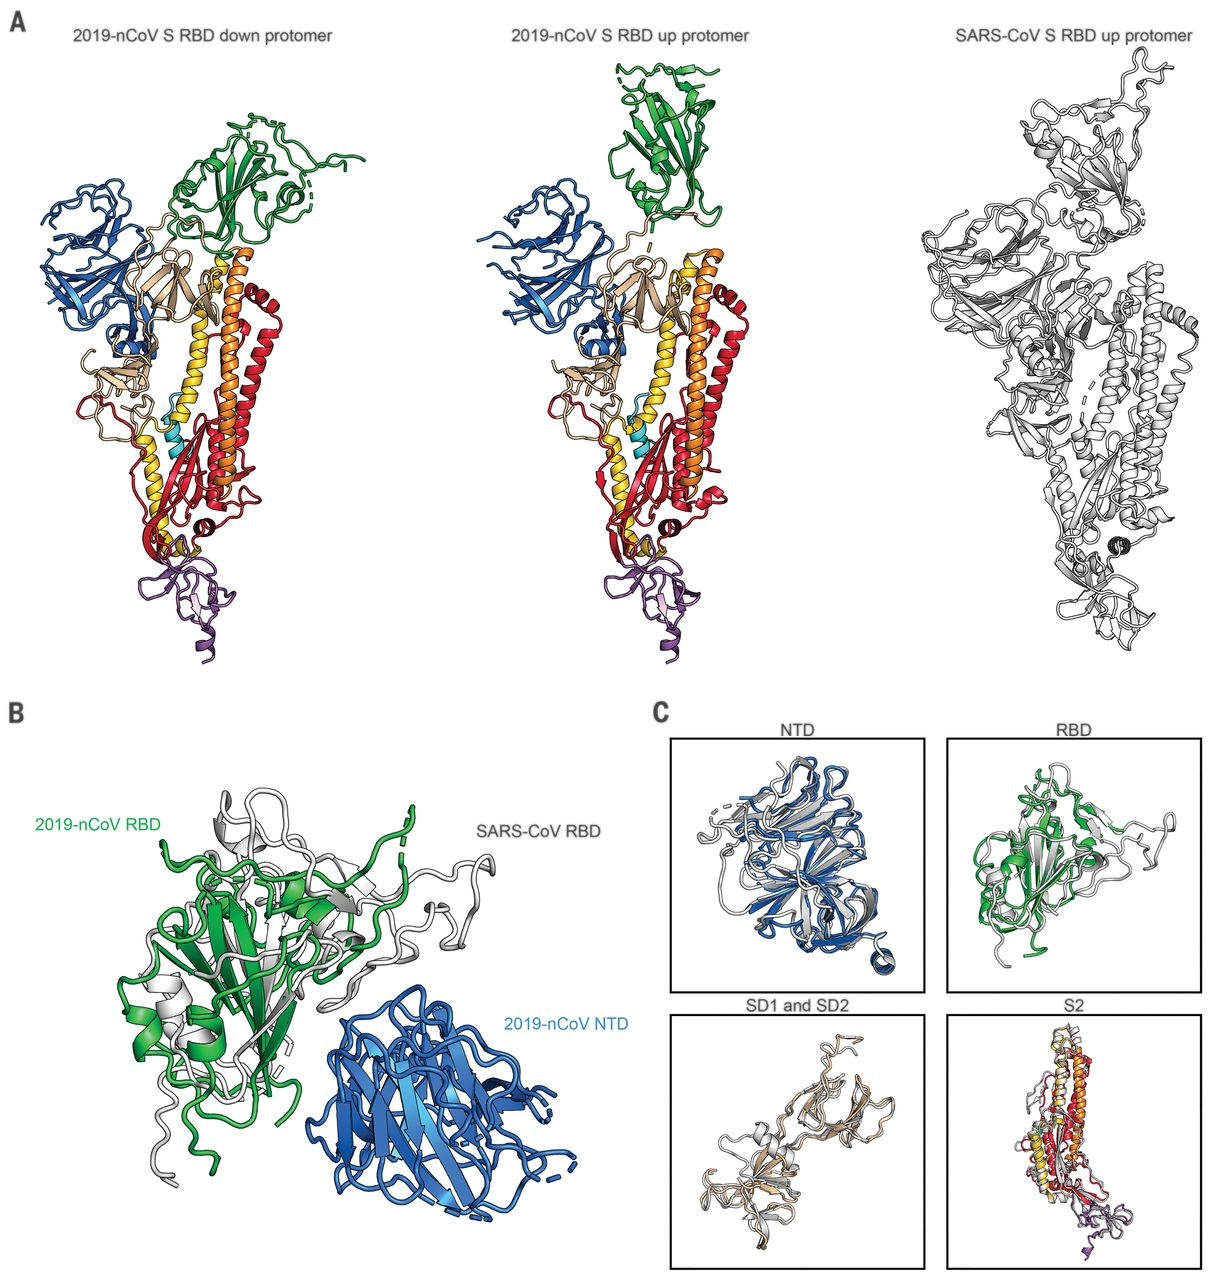 A
2019-nCoV S RBD down protomer
2019-nCoV S RBD up protomer
SARS-CoV S RBD up protomer
B
2019-nCoV RBD
SARS-CoV RBD
2019-nCoV NTD
C
NTD
RBD
SD1 and SD2
S2